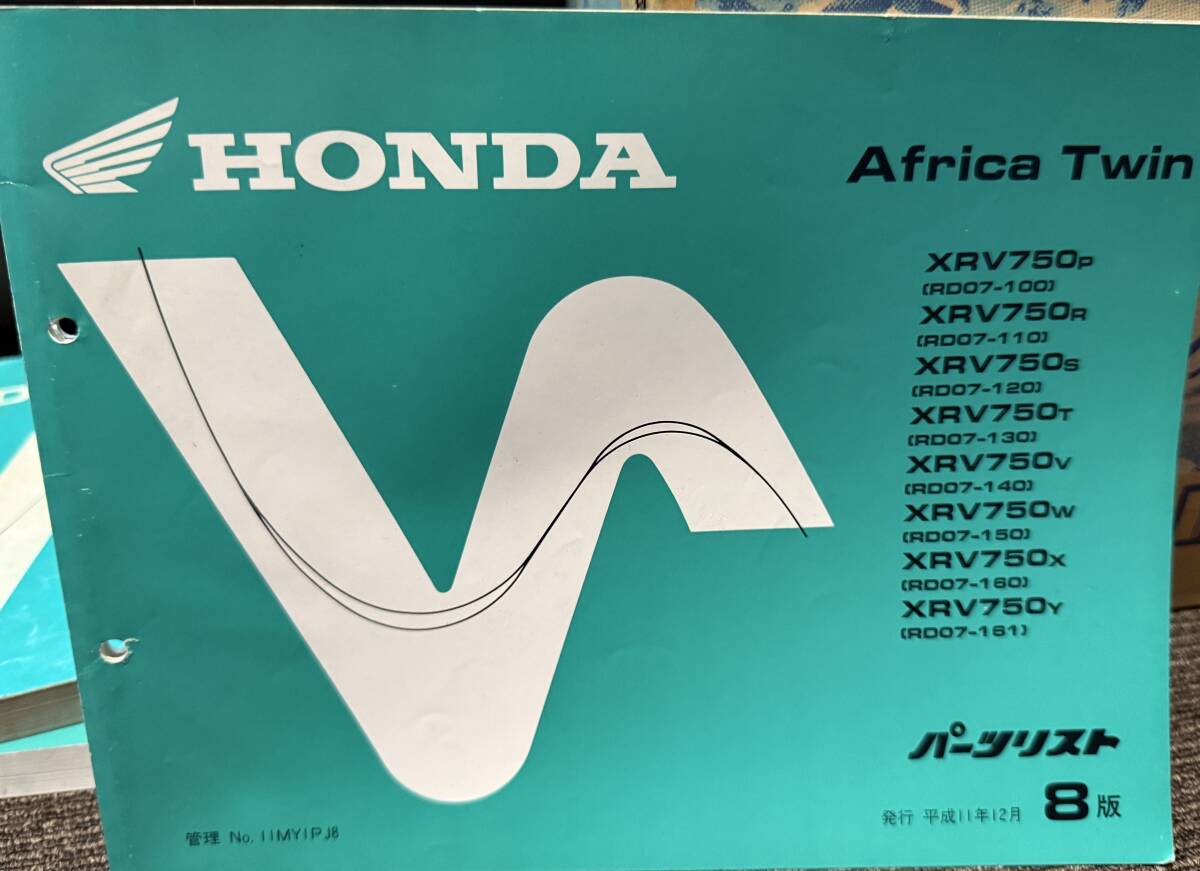 HONDA
Africa Twin
XRV750P
(RD07-100)
XRV750R
(RD07-110)
XRV750S
(RD07-120)
XRV750T
(RD07-130)
XRV750V
(RD07-140)
XRV750W
(RD07-150)
XRV750X
(RD07-160)
XRV750Y
(RD07-161)
パーツリスト
発行 平成11年12月 8版
管理 No. 11MY1PJ8